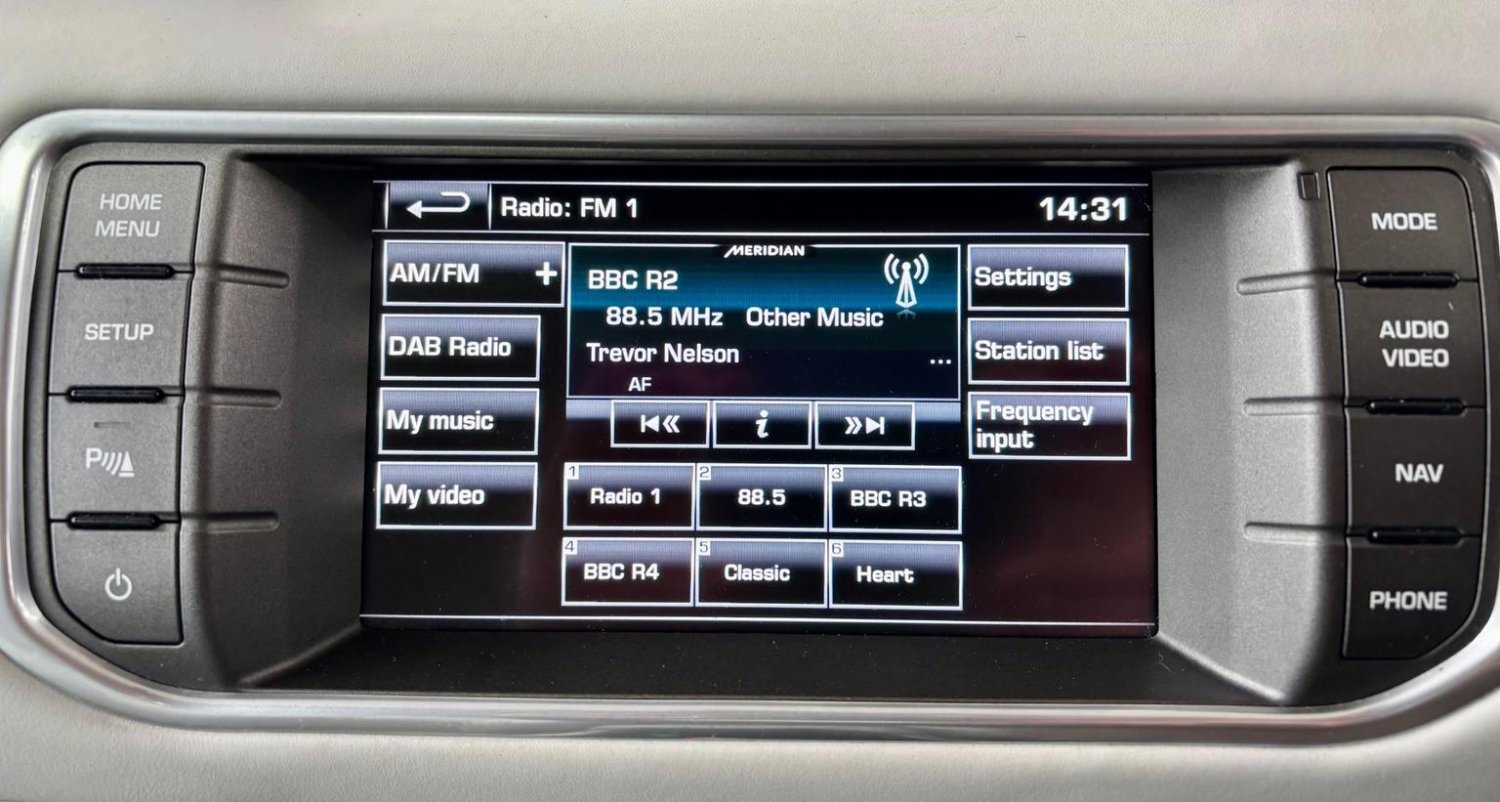 HOME
MENU
SETUP
P
Radio: FM 1
14:31
AM/FM +
DAB Radio
My music
My video
MERIDIAN
BBC R2
88.5 MHz Other Music
Trevor Nelson ...
AF
i
1 Radio 1
2 88.5
3 BBC R3
4 BBC R4
5 Classic
6 Heart
Settings
Station list
Frequency
input
MODE
AUDIO
VIDEO
NAV
PHONE